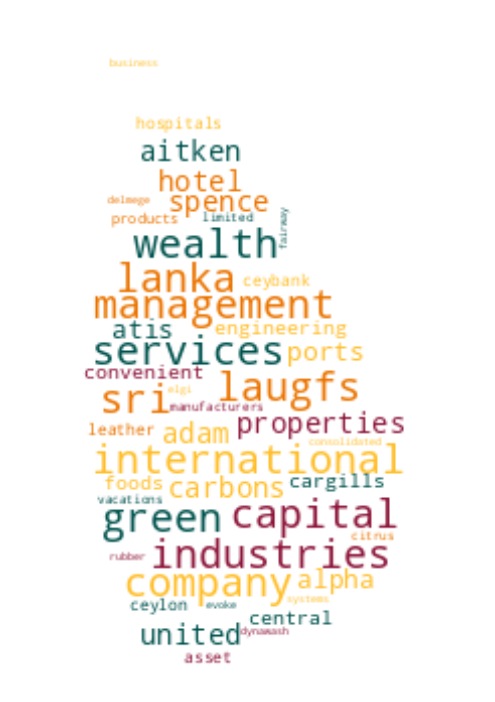 business
hospitals
aitken
hotel
delmege spence
products limited fairway
wealth
lanka ceybank
management
atis engineering
services ports
convenient
sri elgi laugfs
manufacturers
leather adam properties
consolidated
international
foods carbons cargills
vacations
green capital
citrus
rubber industries
company alpha
ceylon evoke systems
central
united dynawash
asset